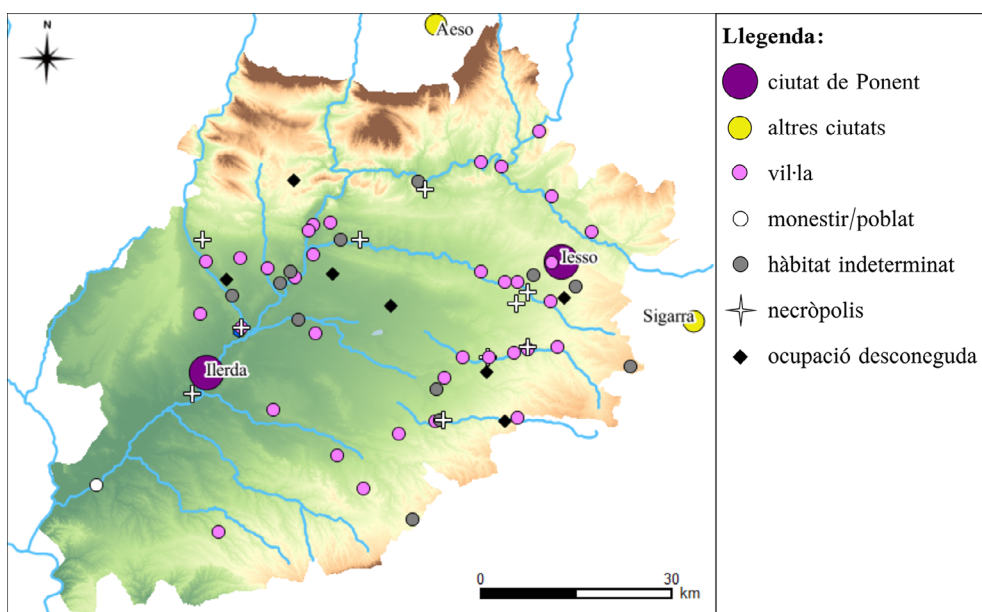 N
Aeso
Iesso
Sigarra
Ilerda
0
30
km
Llegenda:
ciutat de Ponent
altres ciutats
vil·la
monestir/poblat
hàbitat indeterminat
necròpolis
ocupació desconeguda